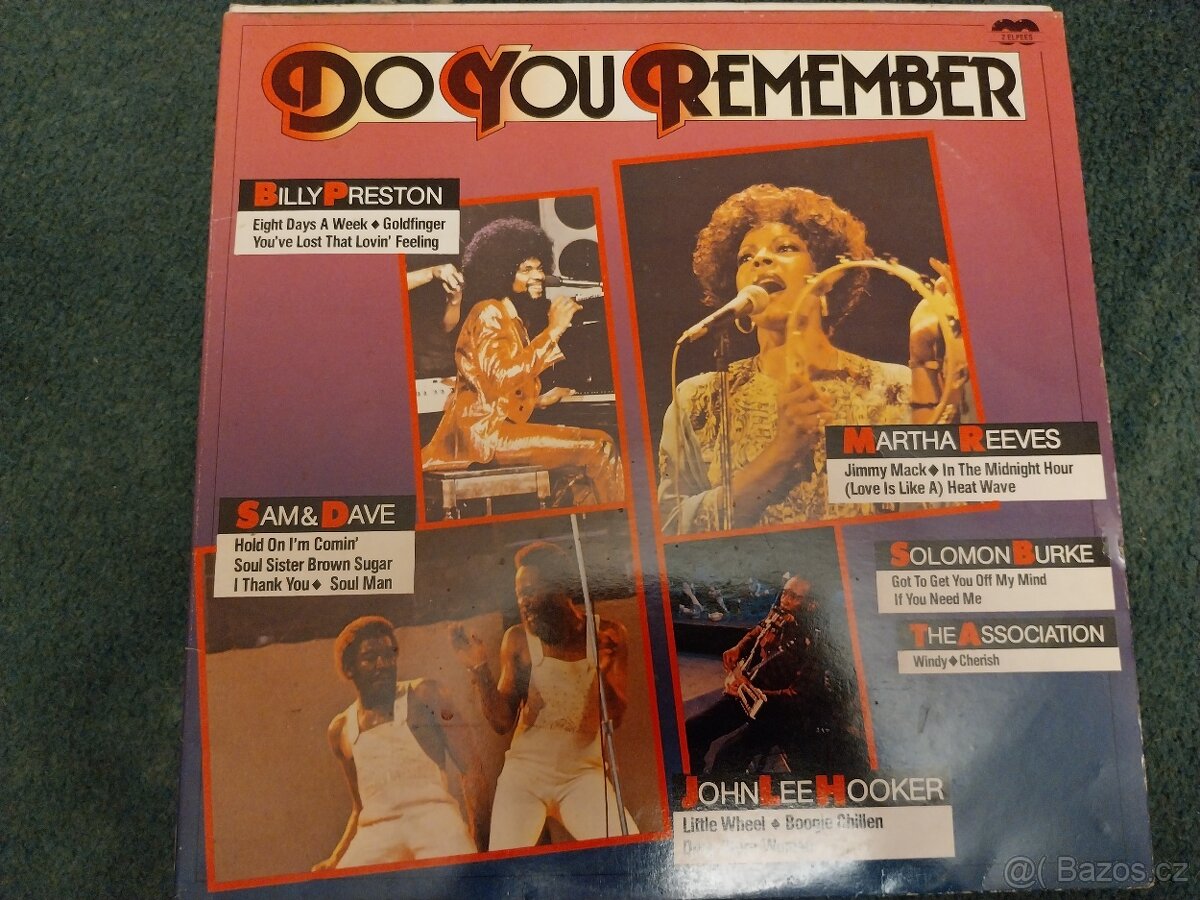 2 ELPEES
DO YOU REMEMBER
BILLY PRESTON
Eight Days A Week ♦ Goldfinger
You've Lost That Lovin' Feeling
MARTHA REEVES
Jimmy Mack ♦ In The Midnight Hour
(Love Is Like A) Heat Wave
SAM & DAVE
Hold On I'm Comin'
Soul Sister Brown Sugar
I Thank You ♦ Soul Man
SOLOMON BURKE
Got To Get You Off My Mind
If You Need Me
THE ASSOCIATION
Windy ♦ Cherish
JOHN LEE HOOKER
Little Wheel ♦ Boogie Chillen
@( Bazos.cz